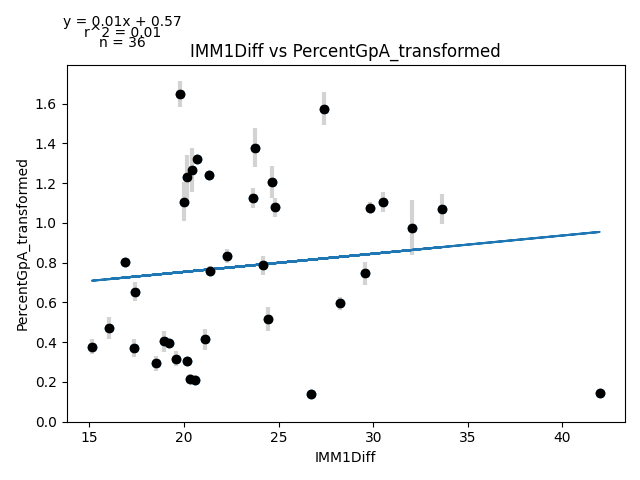 y = 0.01x + 0.57
r^2 = 0.01
n = 36
IMM1Diff vs PercentGpA_transformed
PercentGpA_transformed
1.6
1.4
1.2
1.0
0.8
0.6
0.4
0.2
0.0
15 20 25 30 35 40
IMM1Diff